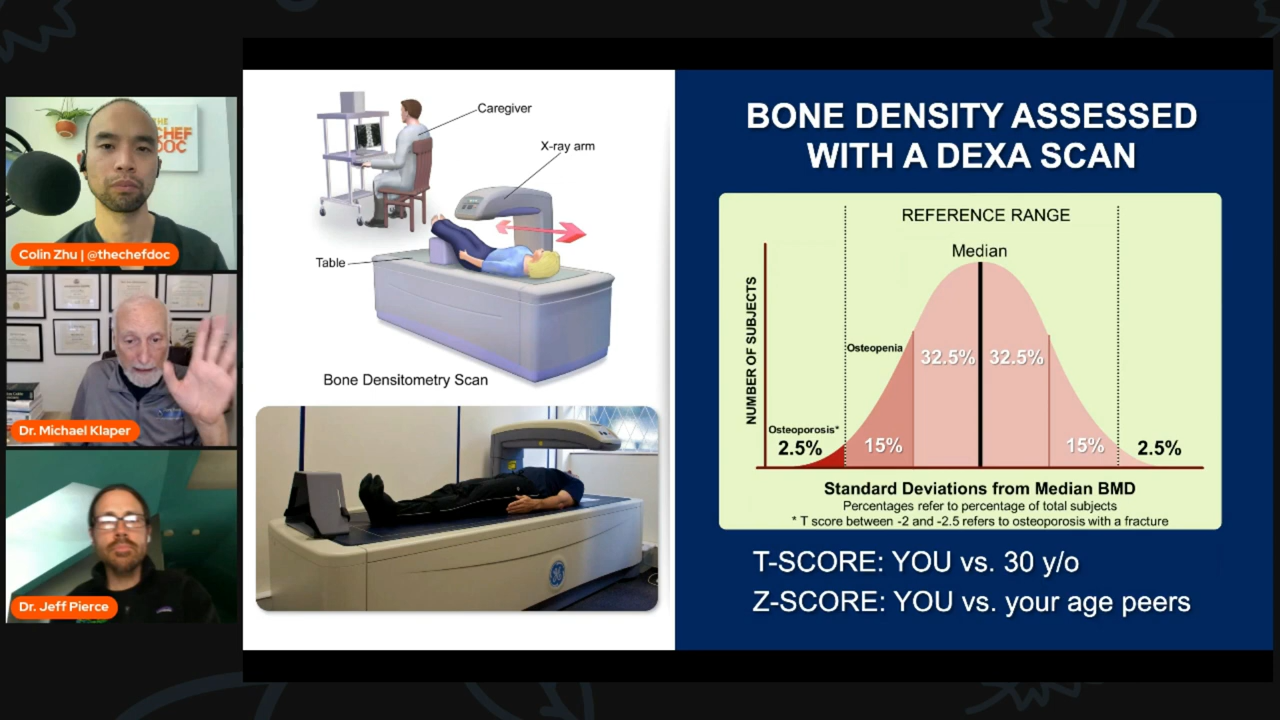 THE
CHEF
DOC
Colin Zhu | @thechefdoc
Dr. Michael Klaper
Dr. Jeff Pierce
Caregiver
X-ray arm
Table
Bone Densitometry Scan
BONE DENSITY ASSESSED
WITH A DEXA SCAN
REFERENCE RANGE
Median
NUMBER OF SUBJECTS
Osteopenia
32.5%
32.5%
Osteoporosis*
2.5%
15%
15%
2.5%
Standard Deviations from Median BMD
Percentages refer to percentage of total subjects
* T score between -2 and -2.5 refers to osteoporosis with a fracture
T-SCORE: YOU vs. 30 y/o
Z-SCORE: YOU vs. your age peers